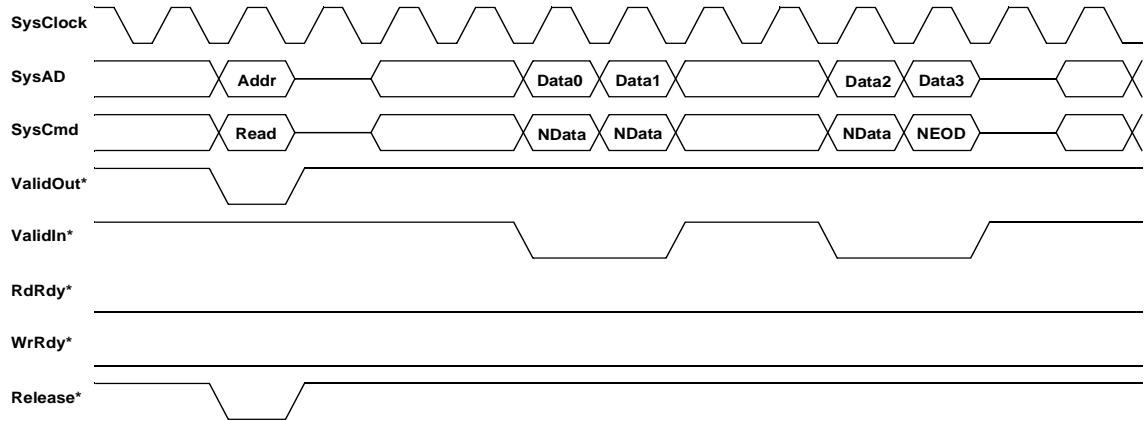 SysClock
SysAD Addr Data0 Data1 Data2 Data3
SysCmd Read NData NData NData NEOD
ValidOut*
ValidIn*
RdRdy*
WrRdy*
Release*